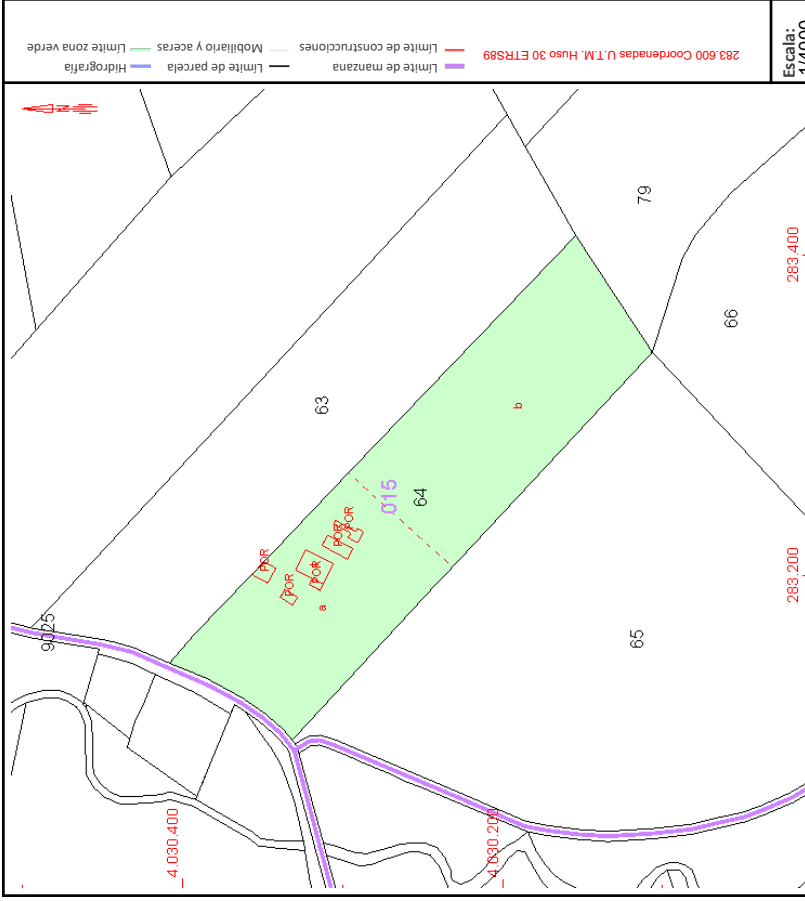 283.600 Coordenadas U.T.M. Huso 30 ETRS89
Límite de manzana
Límite de parcela
Límite de construcciones
Mobiliario y aceras
Límite zona verde
Hidrografía
Escala:
1/4000
N
79
283,400
66
63
b
015
64
POR
POR
POR
POR
POR
a
283,200
9025
65
4.030.400
4.030.200